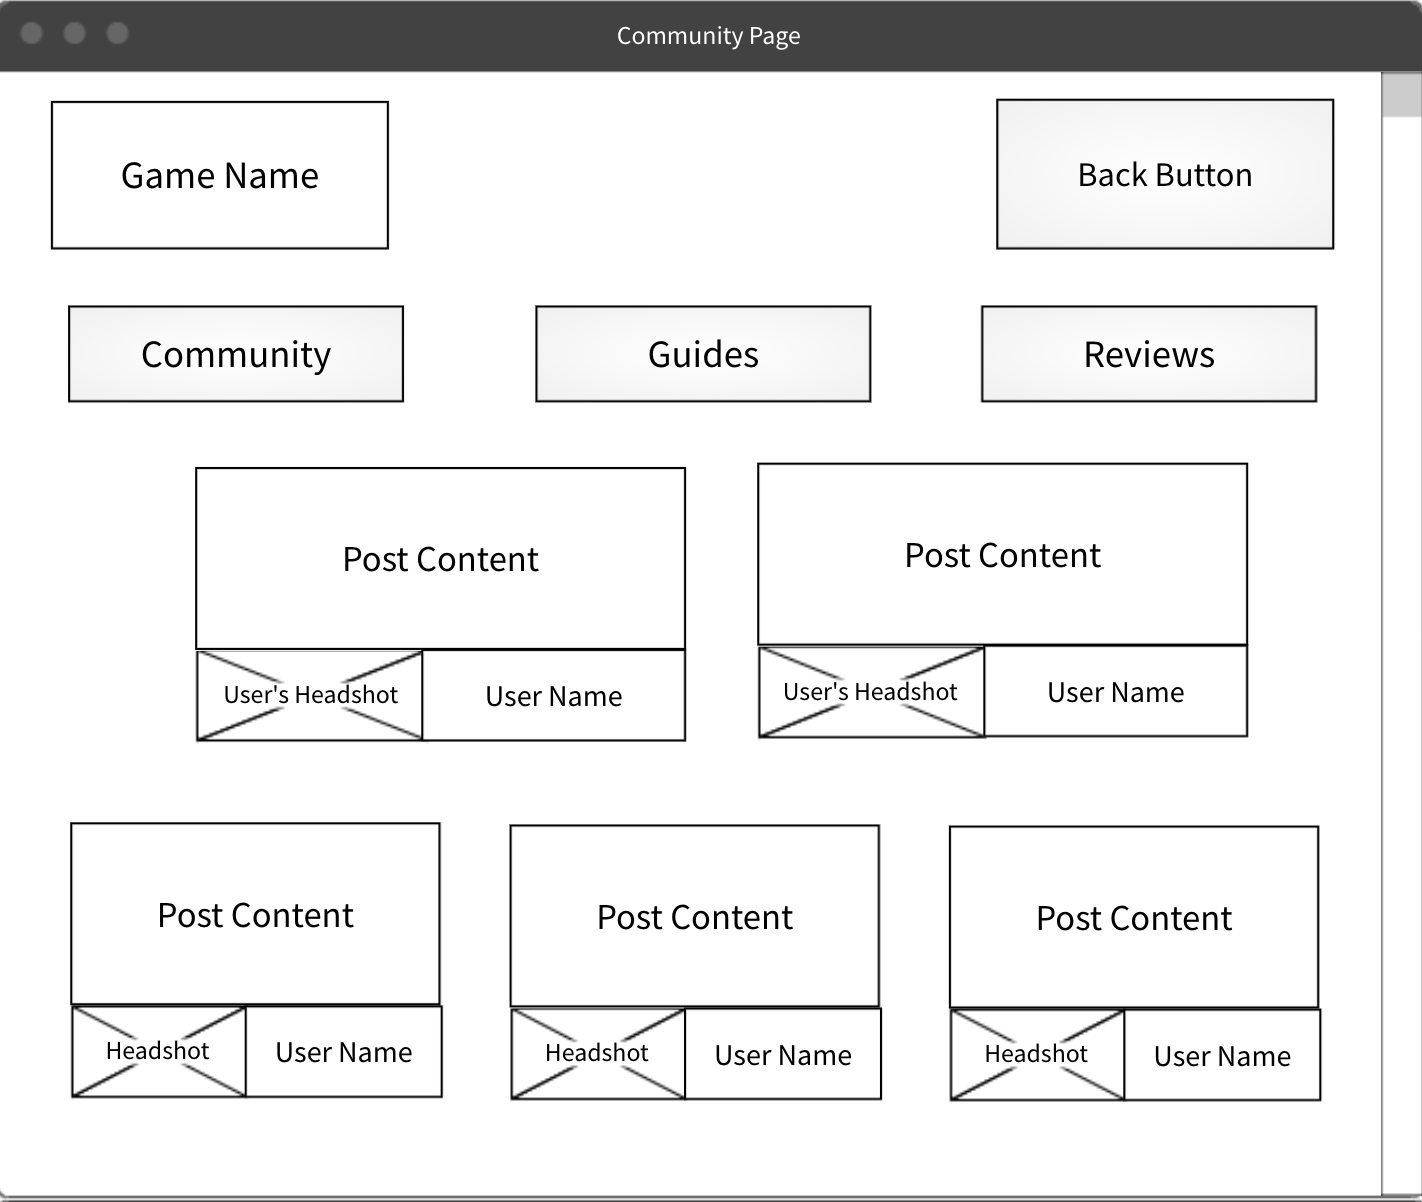 Community Page
Game Name
Back Button
Community
Guides
Reviews
Post Content
Post Content
User's Headshot
User Name
User's Headshot
User Name
Post Content
Post Content
Post Content
Headshot
User Name
Headshot
User Name
Headshot
User Name